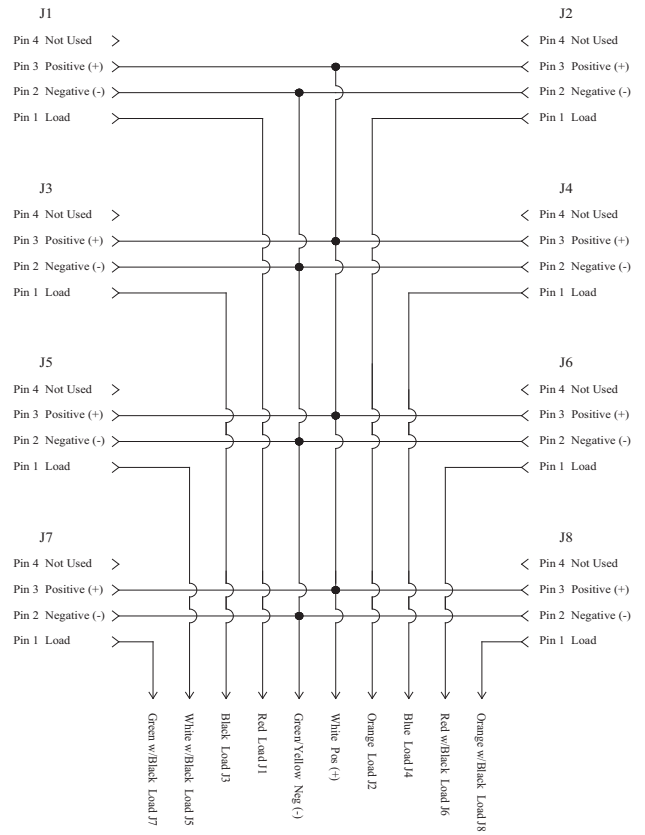 J1
Pin 4 Not Used
Pin 3 Positive (+)
Pin 2 Negative (-)
Pin 1 Load
J2
Pin 4 Not Used
Pin 3 Positive (+)
Pin 2 Negative (-)
Pin 1 Load
J3
Pin 4 Not Used
Pin 3 Positive (+)
Pin 2 Negative (-)
Pin 1 Load
J4
Pin 4 Not Used
Pin 3 Positive (+)
Pin 2 Negative (-)
Pin 1 Load
J5
Pin 4 Not Used
Pin 3 Positive (+)
Pin 2 Negative (-)
Pin 1 Load
J6
Pin 4 Not Used
Pin 3 Positive (+)
Pin 2 Negative (-)
Pin 1 Load
J7
Pin 4 Not Used
Pin 3 Positive (+)
Pin 2 Negative (-)
Pin 1 Load
J8
Pin 4 Not Used
Pin 3 Positive (+)
Pin 2 Negative (-)
Pin 1 Load
Green w/Black Load J7
White w/Black Load J5
Black Load J3
Red Load J1
Green/Yellow Neg (-)
White Pos (+)
Orange Load J2
Blue Load J4
Red w/Black Load J6
Orange w/Black Load J8